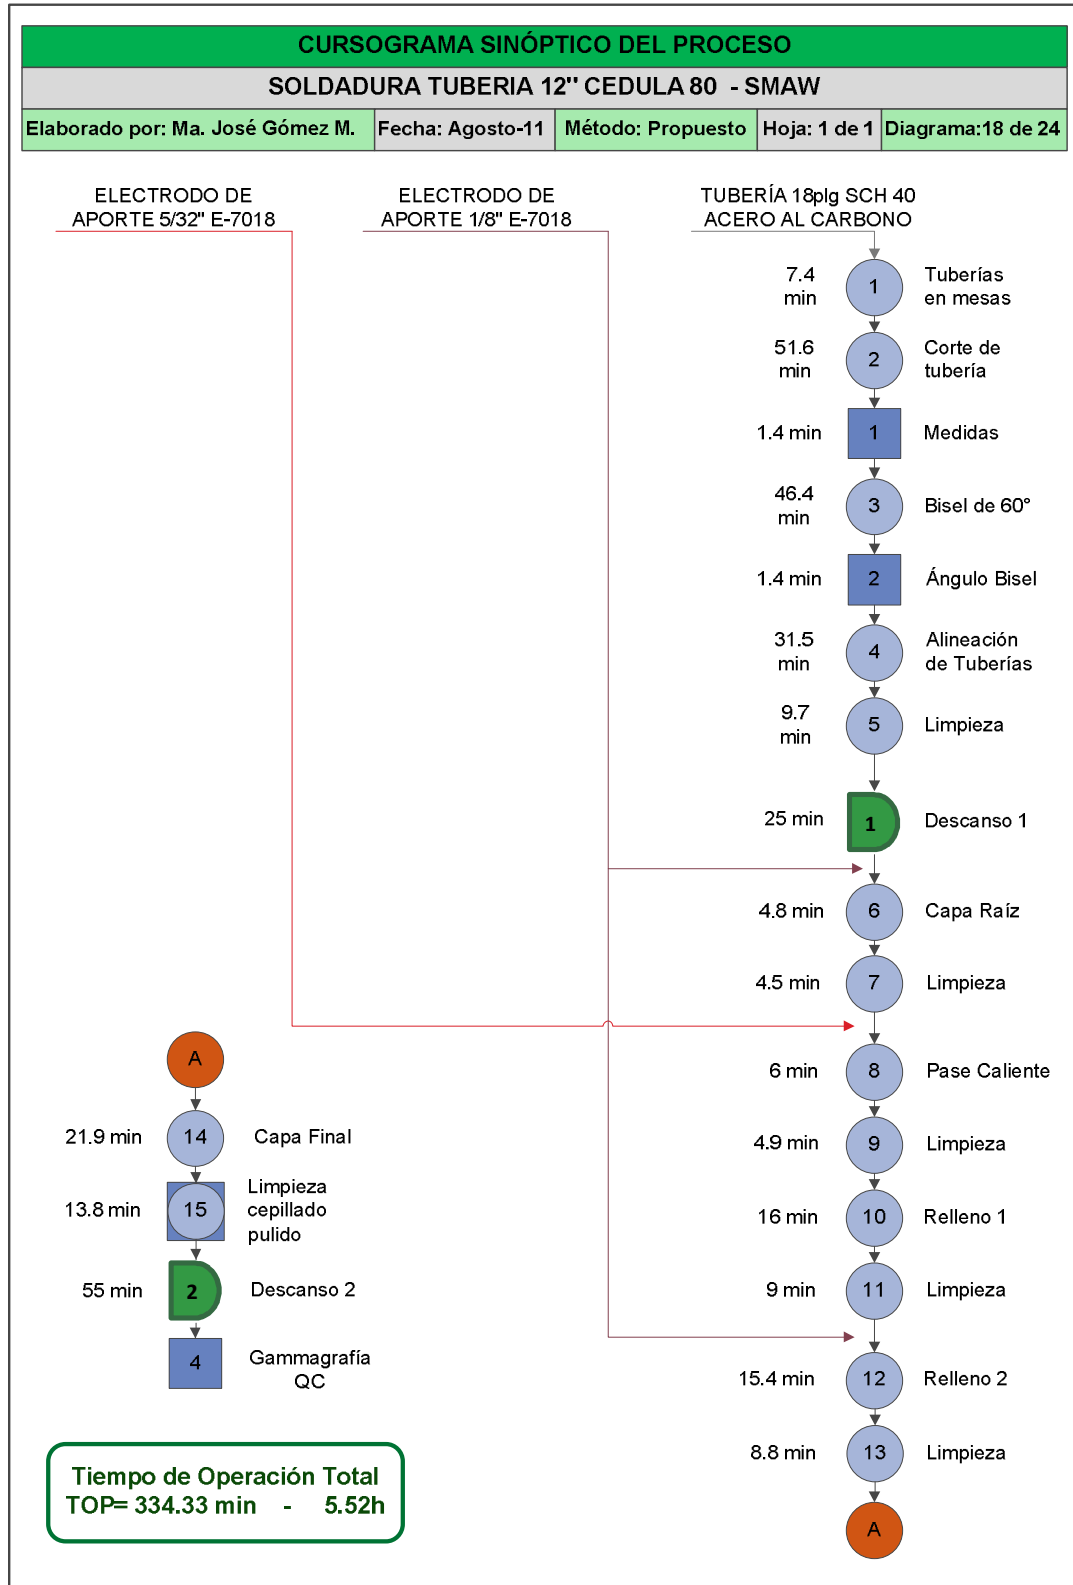 CURSOGRAMA SINÓPTICO DEL PROCESO
SOLDADURA TUBERIA 12'' CEDULA 80 - SMAW
Elaborado por: Ma. José Gómez M. Fecha: Agosto-11 Método: Propuesto Hoja: 1 de 1 Diagrama:18 de 24
ELECTRODO DE
APORTE 5/32" E-7018
ELECTRODO DE
APORTE 1/8" E-7018
TUBERÍA 18plg SCH 40
ACERO AL CARBONO
7.4
min
1
Tuberías
en mesas
51.6
min
2
Corte de
tubería
1.4 min
1
Medidas
46.4
min
3
Bisel de 60°
1.4 min
2
Ángulo Bisel
31.5
min
4
Alineación
de Tuberías
9.7
min
5
Limpieza
25 min
1
Descanso 1
4.8 min
6
Capa Raíz
4.5 min
7
Limpieza
6 min
8
Pase Caliente
4.9 min
9
Limpieza
16 min
10
Relleno 1
9 min
11
Limpieza
15.4 min
12
Relleno 2
8.8 min
13
Limpieza
A
A
21.9 min
14
Capa Final
13.8 min
15
Limpieza
cepillado
pulido
55 min
2
Descanso 2
4
Gammagrafía
QC
Tiempo de Operación Total
TOP= 334.33 min - 5.52h